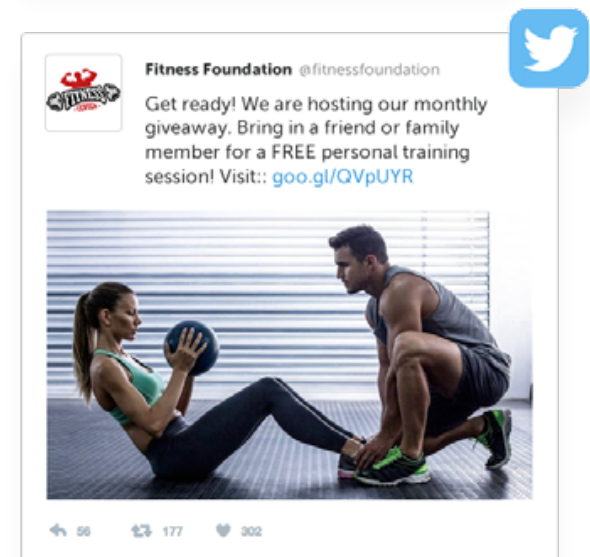 Fitness Foundation @fitnessfoundation
FITNESS
Get ready! We are hosting our monthly
giveaway. Bring in a friend or family
member for a FREE personal training
session! Visit:: goo.gl/QVpUYR
56 177 302